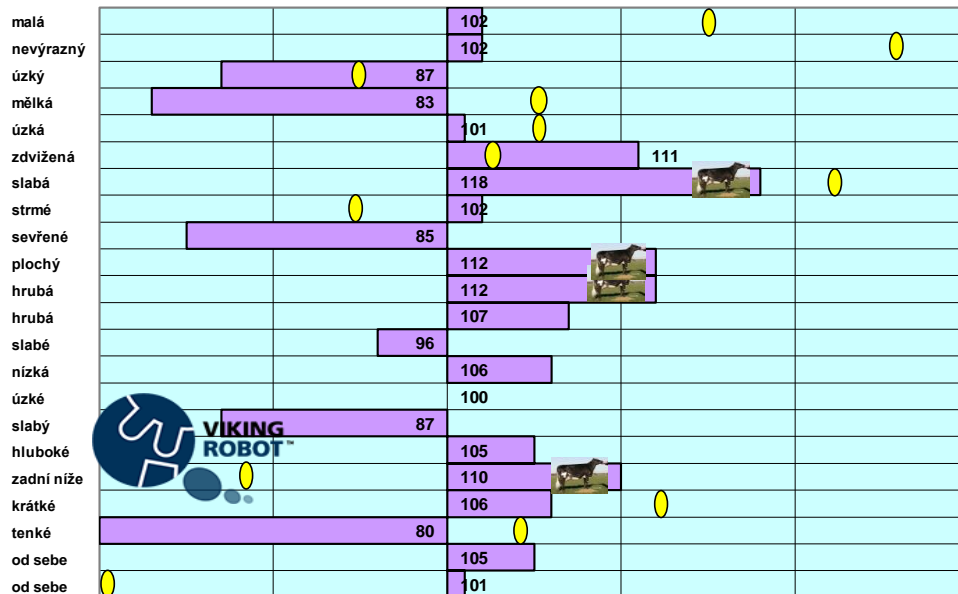 malá 102
nevýrazný 102
úzký 87
mělká 83
úzká 101
zdvižená 111
slabá 118
strmé 102
sevřené 85
plochý 112
hrubá 112
hrubá 107
slabé 96
nízká 106
úzké 100
slabý 87
VIKING
ROBOT™
hluboké 105
zadní níže 110
krátké 106
tenké 80
od sebe 105
od sebe 101